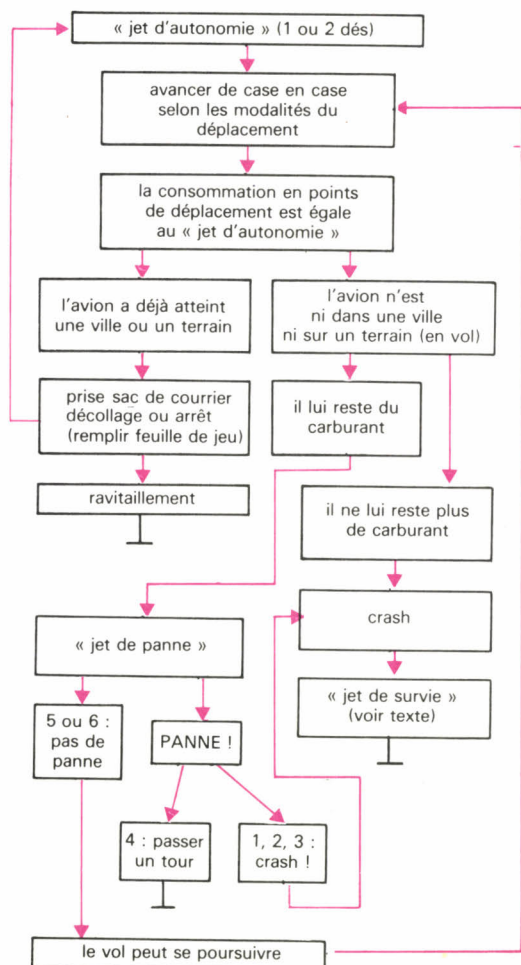 « jet d'autonomie » (1 ou 2 dés)
avancer de case en case
selon les modalités du
déplacement
la consommation en points
de déplacement est égale
au « jet d'autonomie»
l'avion a déjà atteint
une ville ou un terrain
l'avion n'est
ni dans une ville
ni sur un terrain (en vol)
prise sac de courrier
décollage ou arrêt
(remplir feuille de jeu)
il lui reste du
carburant
ravitaillement
il ne lui reste plus
de carburant
crash
« jet de panne »
« jet de survie »
(voir texte)
5 ou 6 :
pas de
panne
PANNE !
4 : passer
un tour
1, 2, 3 :
crash !
le vol peut se poursuivre